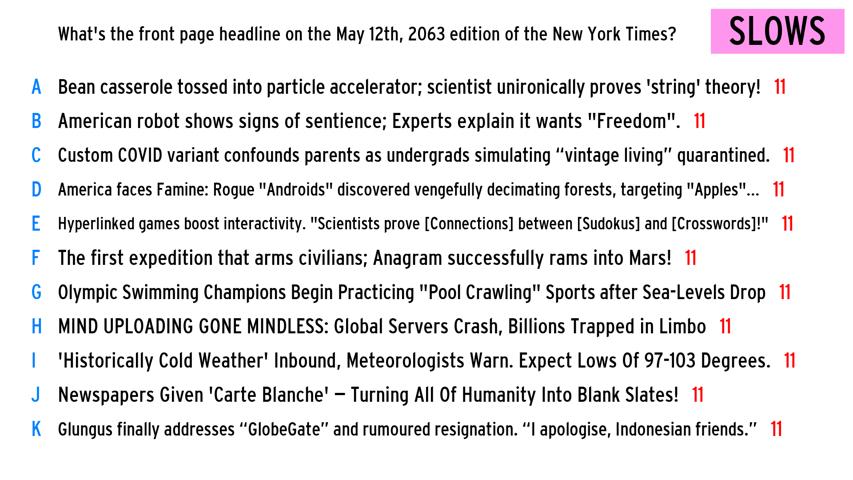 What's the front page headline on the May 12th, 2063 edition of the New York Times?
SLOWS
A Bean casserole tossed into particle accelerator; scientist unironically proves 'string' theory! 11
B American robot shows signs of sentience; Experts explain it wants "Freedom". 11
C Custom COVID variant confounds parents as undergrads simulating “vintage living” quarantined. 11
D America faces Famine: Rogue "Androids" discovered vengefully decimating forests, targeting "Apples"... 11
E Hyperlinked games boost interactivity. "Scientists prove [Connections] between [Sudokus] and [Crosswords]!" 11
F The first expedition that arms civilians; Anagram successfully rams into Mars! 11
G Olympic Swimming Champions Begin Practicing "Pool Crawling" Sports after Sea-Levels Drop 11
H MIND UPLOADING GONE MINDLESS: Global Servers Crash, Billions Trapped in Limbo 11
I 'Historically Cold Weather' Inbound, Meteorologists Warn. Expect Lows Of 97-103 Degrees. 11
J Newspapers Given 'Carte Blanche' — Turning All Of Humanity Into Blank Slates! 11
K Glungus finally addresses “GlobeGate” and rumoured resignation. “I apologise, Indonesian friends.” 11